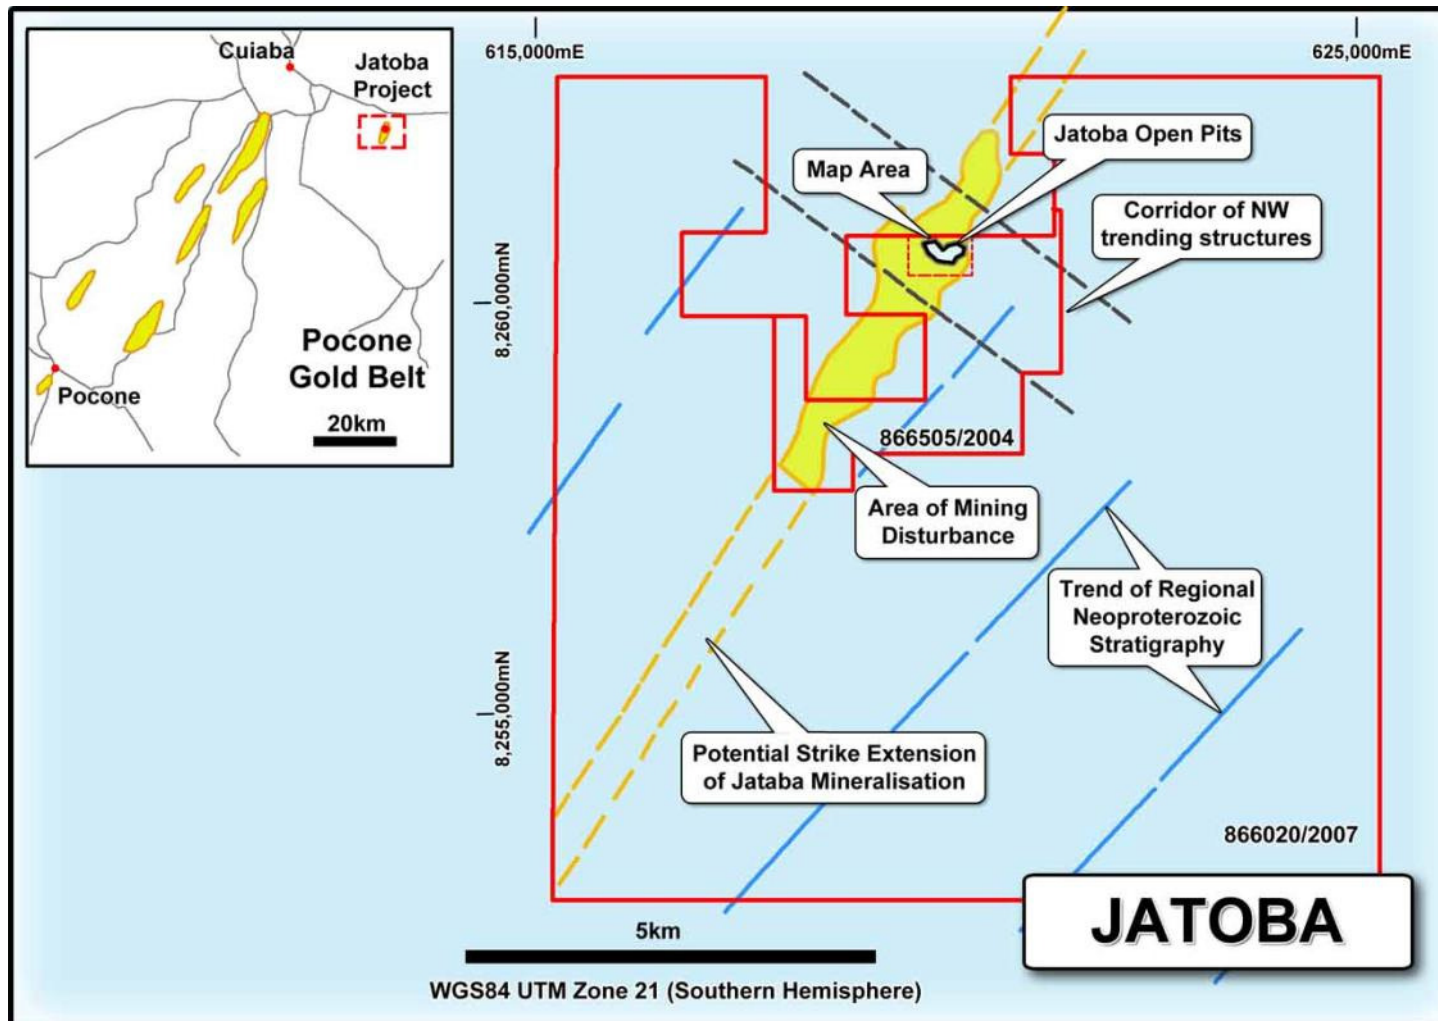 615,000mE
625,000mE
Cuiaba
Jatoba
Project
Pocone
Gold Belt
20km
Pocone
Jatoba Open Pits
Map Area
Corridor of NW
trending structures
8,260,000mN
866505/2004
Area of Mining
Disturbance
Trend of Regional
Neoproterozoic
Stratigraphy
8,255,000mN
Potential Strike Extension
of Jataba Mineralisation
866020/2007
JATOBA
5km
WGS84 UTM Zone 21 (Southern Hemisphere)